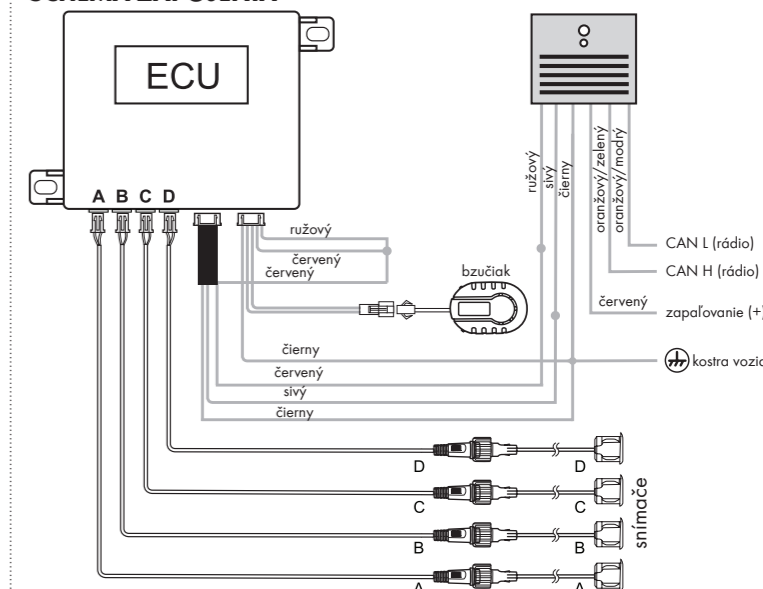 ECU
A B C D
ružový
červený
červený
bzučiak
ružový
sivý
čierny
oranžový/zelený
oranžový/modrý
CAN L (rádio)
CAN H (rádio)
červený
zapaľovanie (+)
čierny
kostra
červený
sivý
čierny
D D
C C
B B
A A
snímače